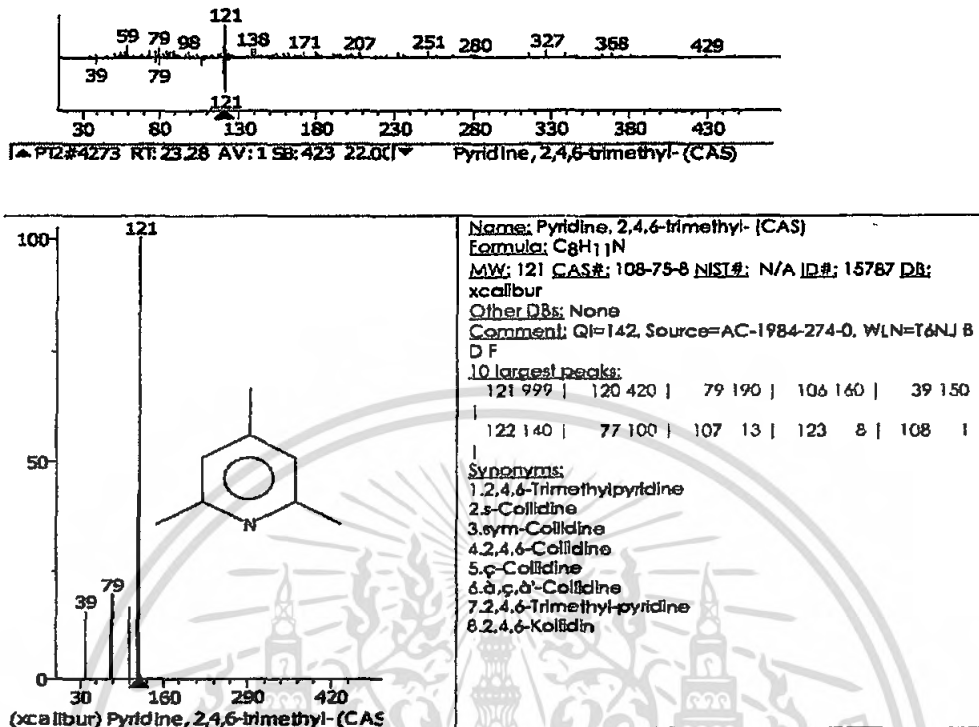 121
59 79 98 138 171 207 251 280 327 368 429
39 79
121
30 80 130 180 230 280 330 380 430
PT2#4273 RT: 23.28 AV: 1 SB: 423 22.00 Pyridine, 2,4,6-trimethyl- (CAS)
121
100
50
0
79
39
N
30 160 290 420
(xcalibur) Pyridine, 2,4,6-trimethyl- (CAS
Name: Pyridine, 2,4,6-trimethyl- (CAS)
Formula: C8H11N
MW: 121 CAS#: 108-75-8 NIST#: N/A ID#: 15787 DB:
xcalibur
Other DBs: None
Comment: QI=142, Source=AC-1984-274-0, WLN=T6NJ B
D F
10 largest peaks:
121 999 | 120 420 | 79 190 | 106 160 | 39 150
|
122 140 | 77 100 | 107 13 | 123 8 | 108 1
|
Synonyms:
1.2,4,6-Trimethylpyridine
2.s-Collidine
3.sym-Collidine
4.2,4,6-Collidine
5.ç-Collidine
6.à,ç,à'-Collidine
7.2,4,6-Trimethyl-pyridine
8.2,4,6-Kollidin